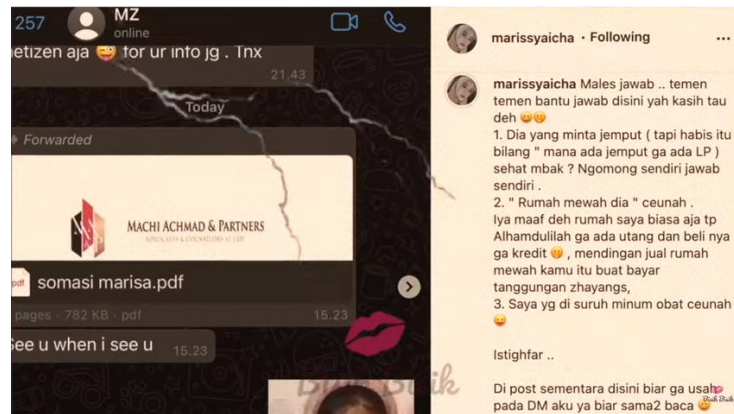 257
MZ
online
netizen aja 😜 for ur info jg . Tnx
21.43
Today
Forwarded
MACHI ACHMAD & PARTNERS
ADVOCATES & COUNSELORS AT LAW
pdf
somasi marisa.pdf
pages · 782 KB · pdf
15.23
See u when i see u
15.23
marissyaicha • Following
marissyaicha Males jawab .. temen
temen bantu jawab disini yah kasih tau
deh 😄🤭
1. Dia yang minta jemput ( tapi habis itu
bilang " mana ada jemput ga ada LP )
sehat mbak ? Ngomong sendiri jawab
sendiri .
2. " Rumah mewah dia " ceunah .
Iya maaf deh rumah saya biasa aja tp
Alhamdulilah ga ada utang dan beli nya
ga kredit 🤭 , mendingan jual rumah
mewah kamu itu buat bayar
tanggungan zhayangs,
3. Saya yg di suruh minum obat ceunah
😝
Istighfar ..
Di post sementara disini biar ga usah
pada DM aku ya biar sama2 baca 😊
Bisik Bisik